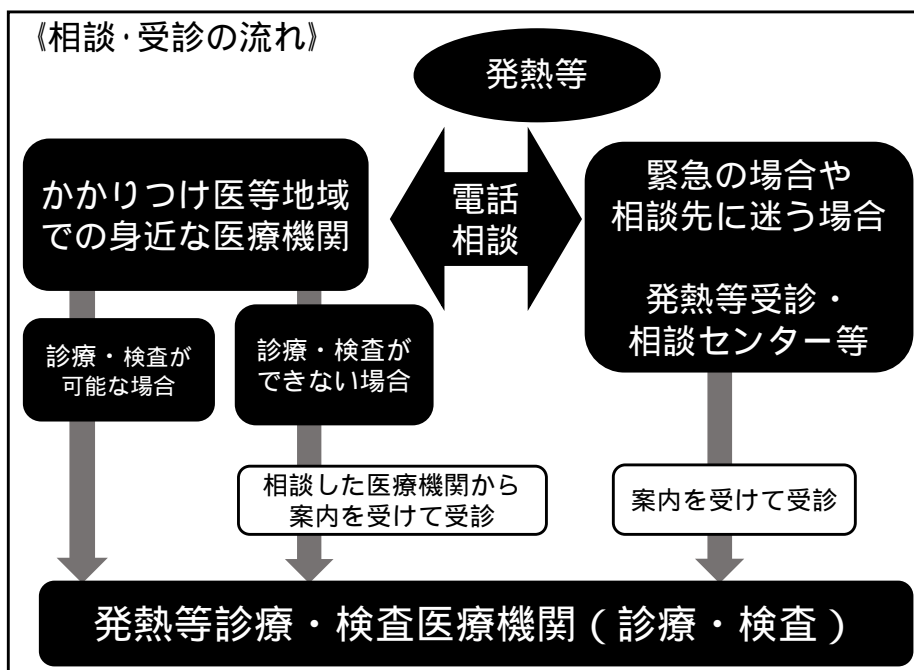 《相談・受診の流れ》
発熱等
かかりつけ医等地域
での身近な医療機関
電話
相談
緊急の場合や
相談先に迷う場合
発熱等受診・
相談センター等
診療・検査が
可能な場合
診療・検査が
できない場合
相談した医療機関から
案内を受けて受診
案内を受けて受診
発熱等診療・検査医療機関（診療・検査）